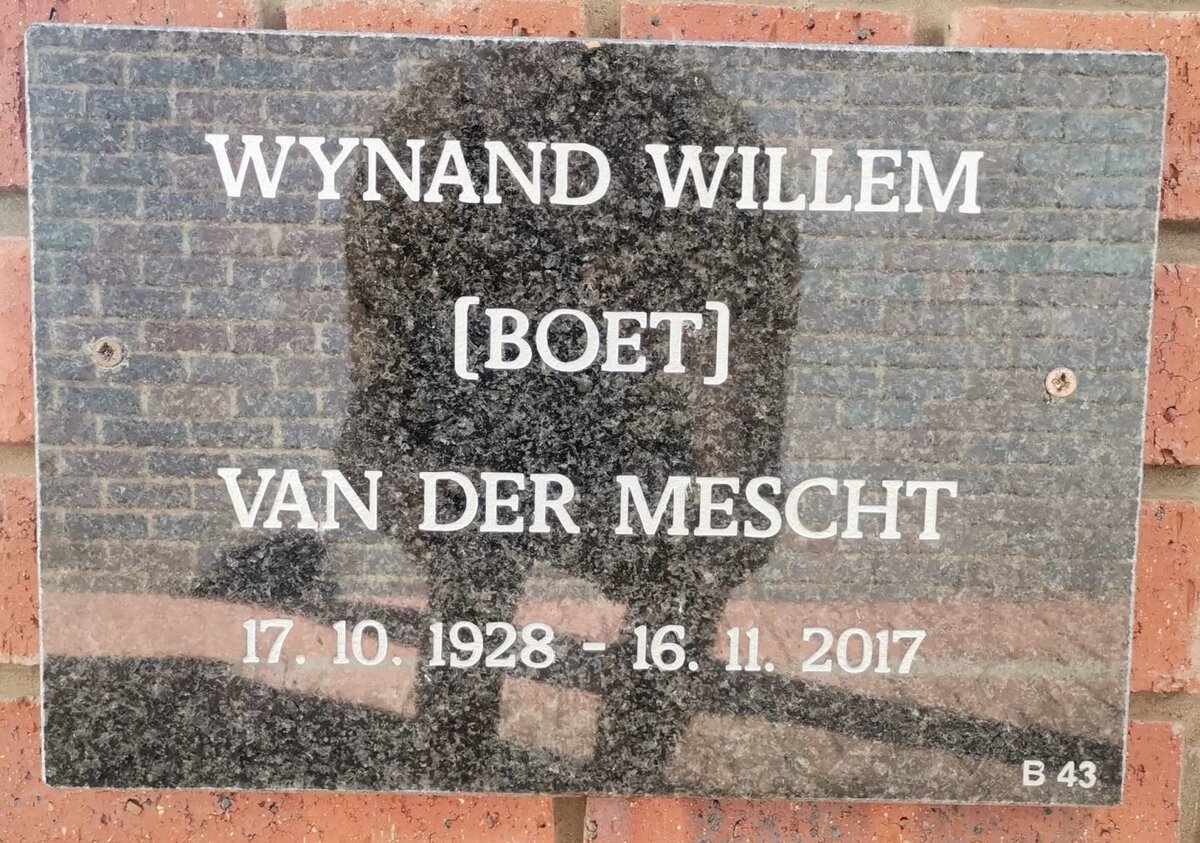 WYNAND WILLEM
[BOET]
VAN DER MESCHT
17. 10. 1928 - 16. 11. 2017
B 43